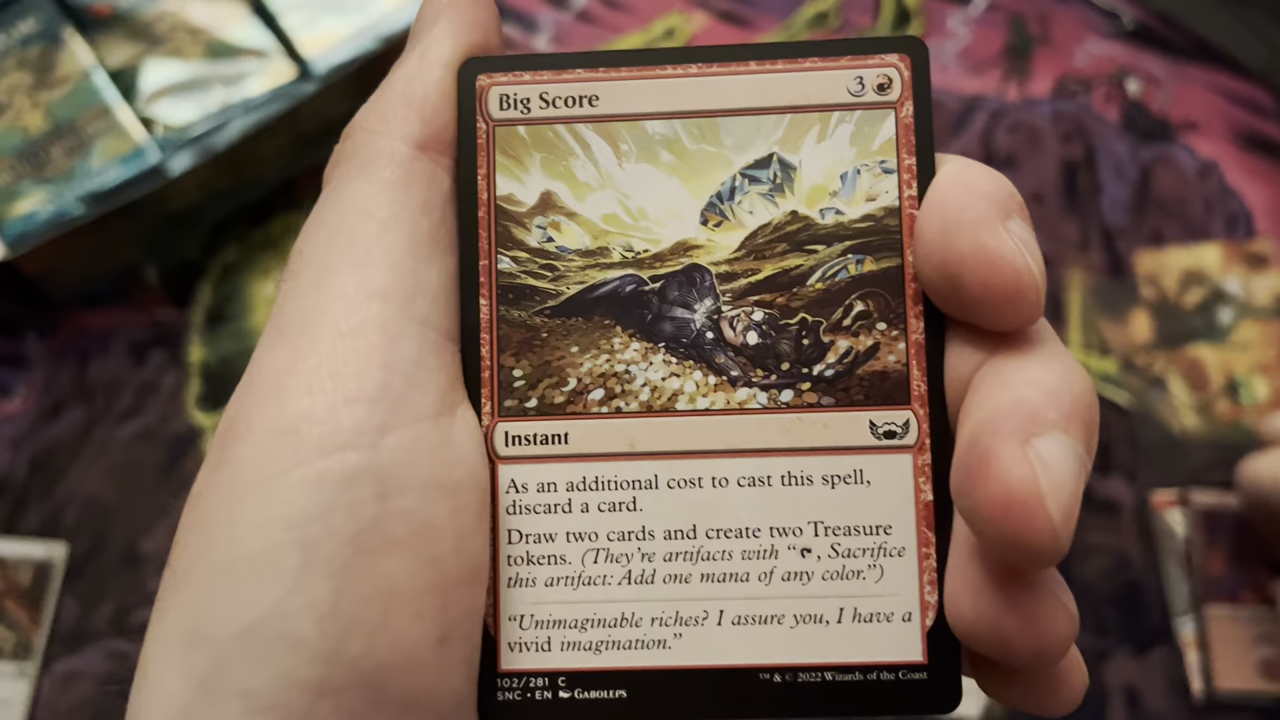 Big Score 3
Instant
As an additional cost to cast this spell,
discard a card.
Draw two cards and create two Treasure
tokens. (They're artifacts with “, Sacrifice
this artifact: Add one mana of any color.”)
“Unimaginable riches? I assure you, I have a
vivid imagination.”
102/281 C
SNC • EN GABOLEPS
™ & © 2022 Wizards of the Coast